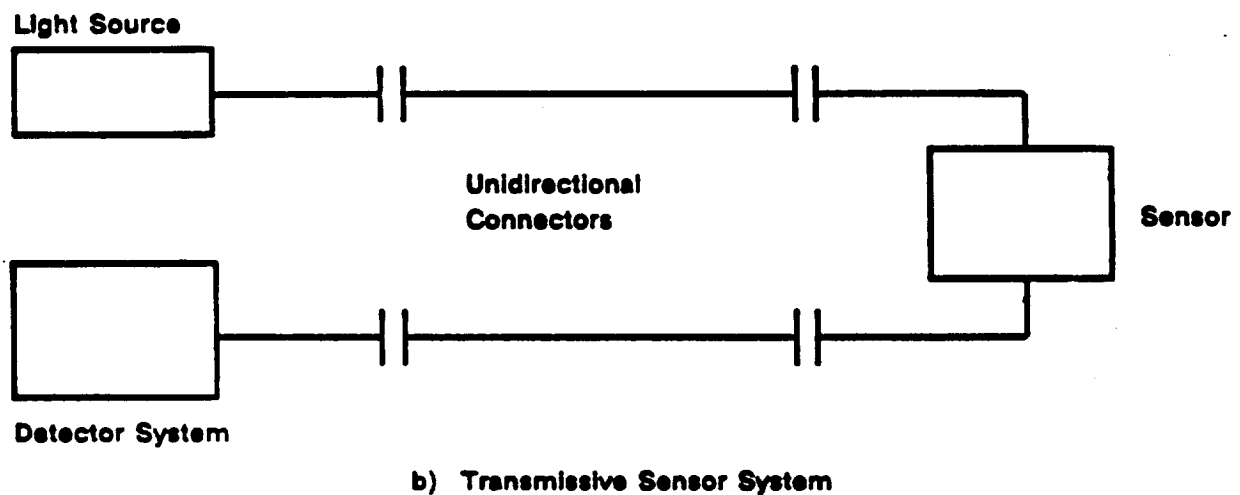 Light Source
Unidirectional
Connectors
Sensor
Detector System
b) Transmissive Sensor System